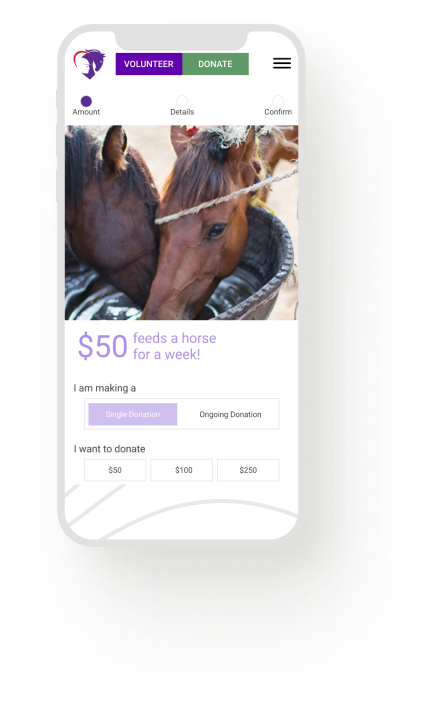 VOLUNTEER DONATE
Amount Details Confirm
$50 feeds a horse
for a week!
I am making a
Single Donation Ongoing Donation
I want to donate
$50 $100 $250